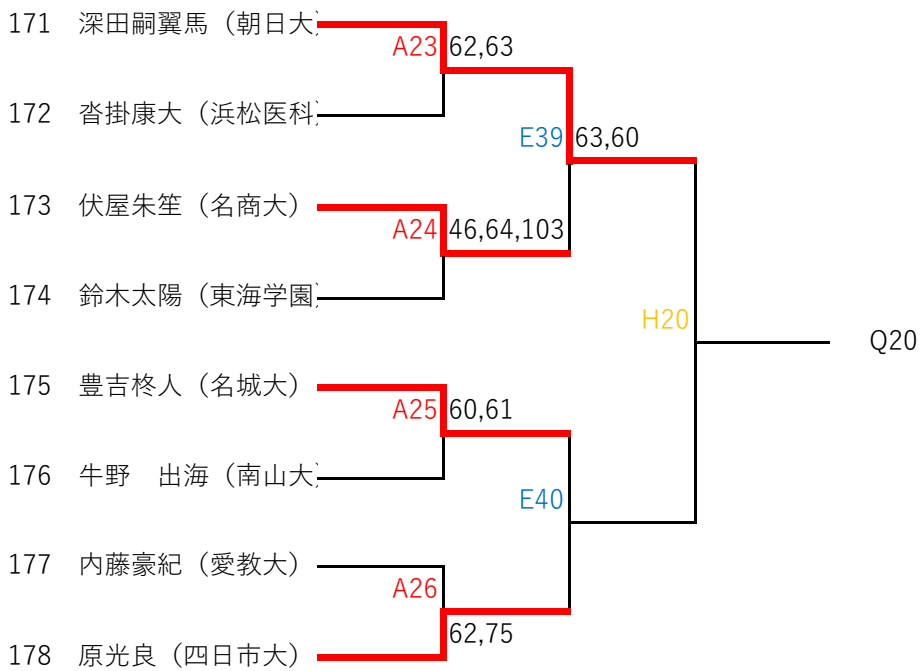 171 深田嗣翼馬（朝日大）
A23 62,63
172 沓掛康大（浜松医科）
E39 63,60
173 伏屋朱笙（名商大）
A24 46,64,103
174 鈴木太陽（東海学園）
H20
Q20
175 豊吉柊人（名城大）
A25 60,61
176 牛野　出海（南山大）
E40
177 内藤豪紀（愛教大）
A26
62,75
178 原光良（四日市大）